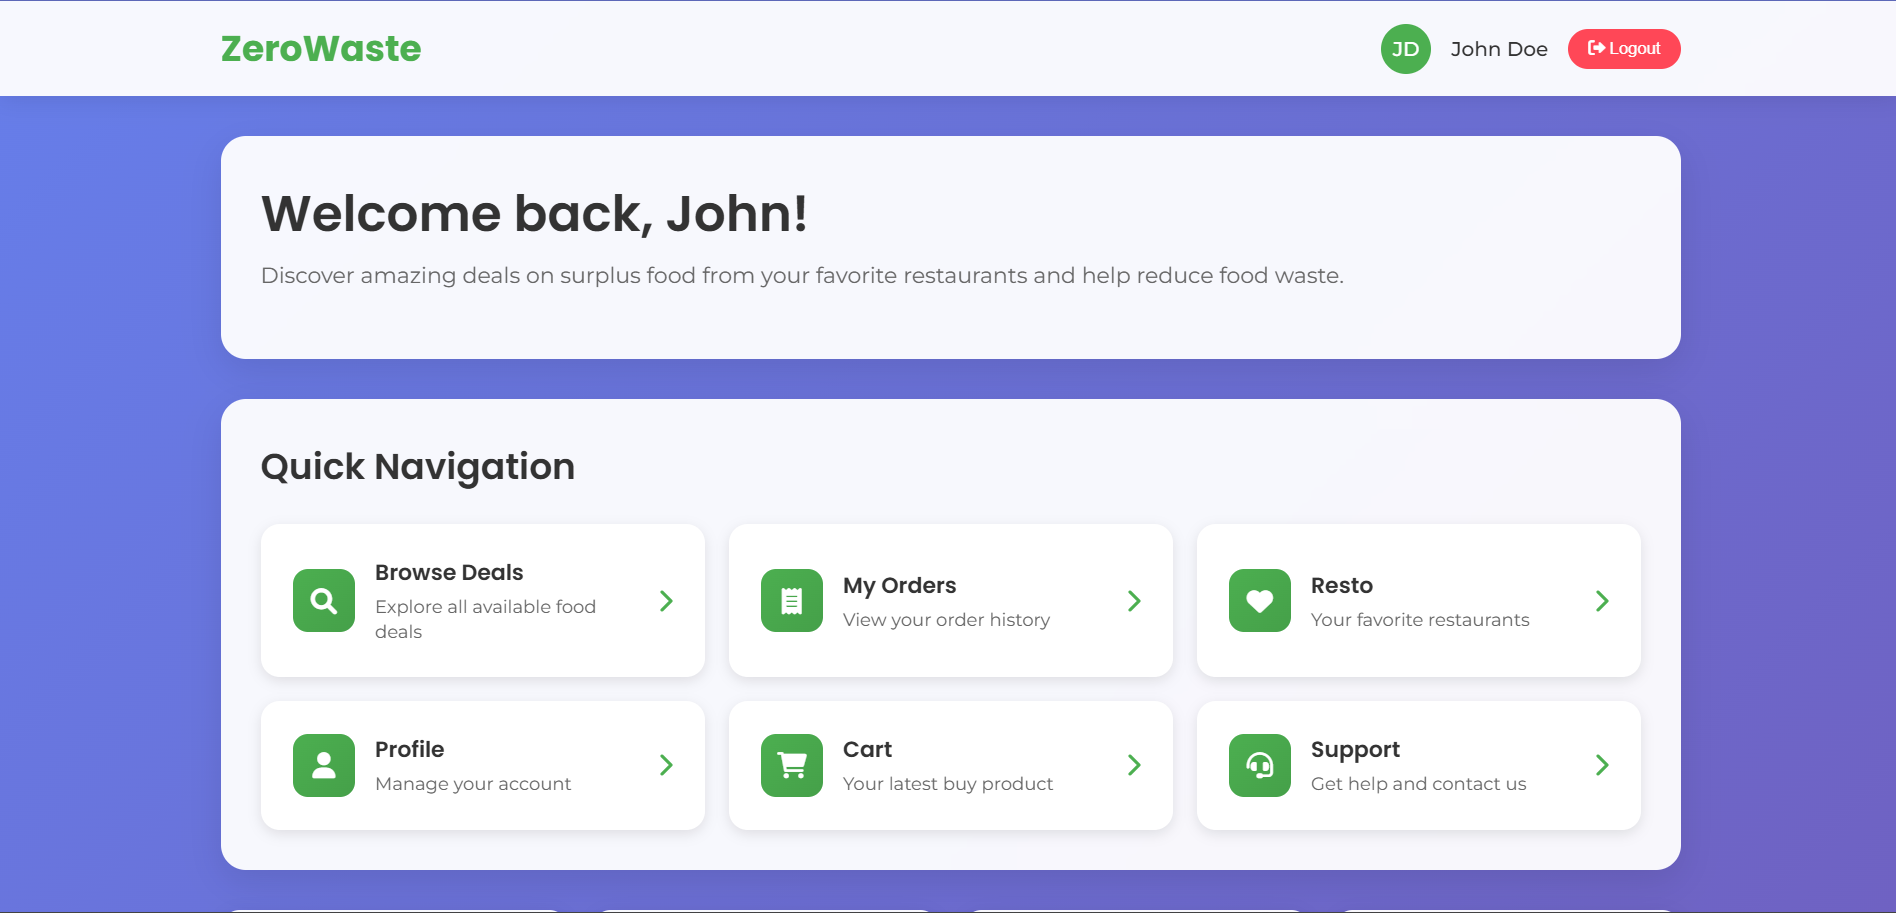 ZeroWaste
JD
John Doe
Logout
Welcome back, John!
Discover amazing deals on surplus food from your favorite restaurants and help reduce food waste.
Quick Navigation
Browse Deals
Explore all available food
deals
My Orders
View your order history
Resto
Your favorite restaurants
Profile
Manage your account
Cart
Your latest buy product
Support
Get help and contact us